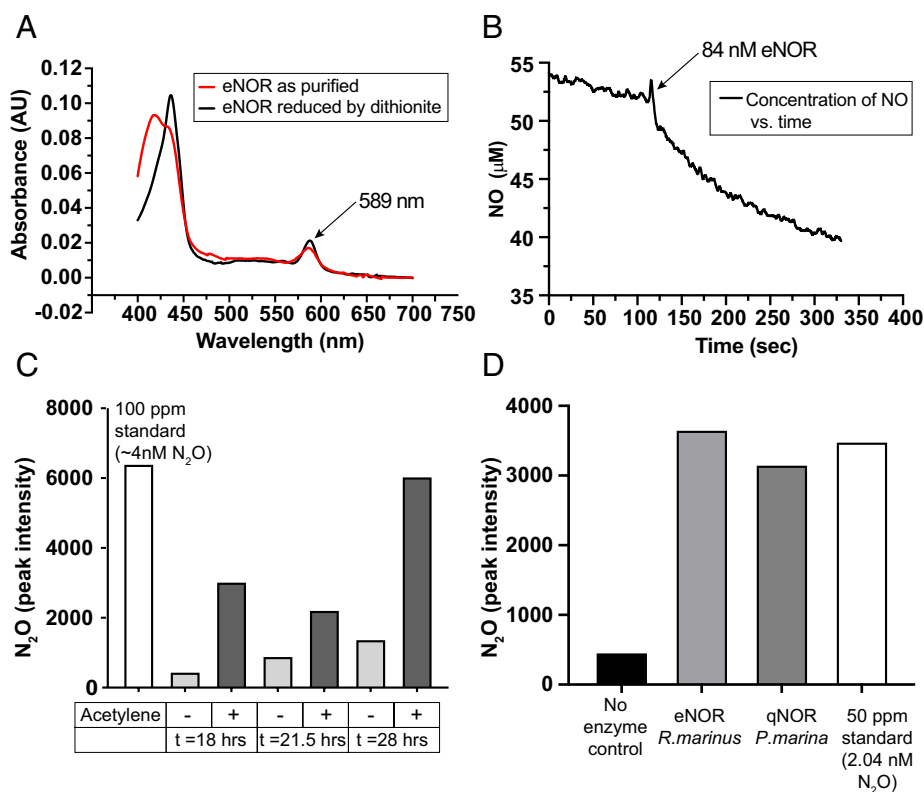 A
Absorbance (AU)
0.12
0.10
0.08
0.06
0.04
0.02
0.00
-0.02
eNOR as purified
eNOR reduced by dithionite
589 nm
400 450 500 550 600 650 700 750
Wavelength (nm)
B
NO (μM)
55
50
45
40
35
84 nM eNOR
Concentration of NO
vs. time
0 50 100 150 200 250 300 350 400
Time (sec)
C
N₂O (peak intensity)
8000
6000
4000
2000
0
100 ppm
standard
(~4nM N₂O)
Acetylene - + - + - +
t =18 hrs t =21.5 hrs t =28 hrs
D
N₂O (peak intensity)
4000
3000
2000
1000
0
No
enzyme
control
eNOR
R.marinus
qNOR
P.marina
50 ppm
standard
(2.04 nM
N₂O)